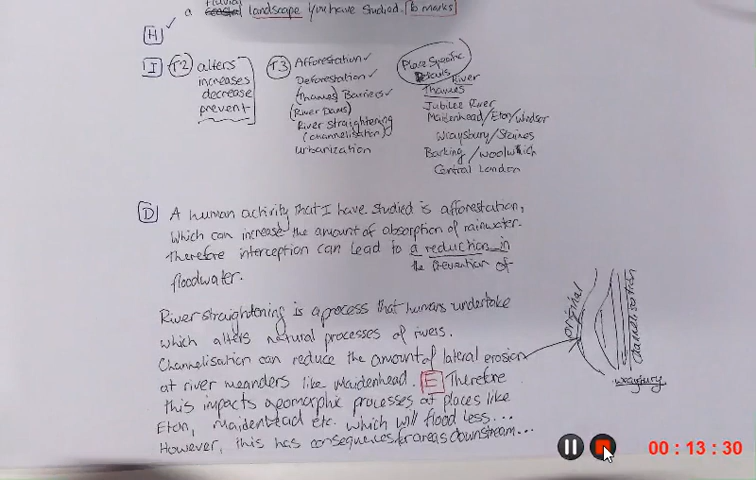 Fluvial
a coastal landscape you have studied. [6 marks]
H
I T2 alters
increases
decrease
prevent
T3 Afforestation
Deforestation
(Thames) Barriers
(River Dams)
River Straightening
(channelisation)
Urbanization
Place Specific
Details River
Thames
Jubilee River
Maidenhead/Eton/Windsor
Wraysbury/Staines
Barking/Woolwich
Central London
D A human activity that I have studied is afforestation,
which can increase the amount of absorption of rainwater.
Therefore interception can lead to a reduction in
the prevention of
floodwater.
River straightening is a process that humans undertake
which alters natural processes of rivers.
Channelisation can reduce the amount of lateral erosion
at river meanders like Maidenhead. E Therefore
this impacts geomorphic processes at places like
Eton, Maidenhead etc. which will flood less...
However, this has consequences for areas downstream...
original
channelisation
wraysbury
00 : 13 : 30